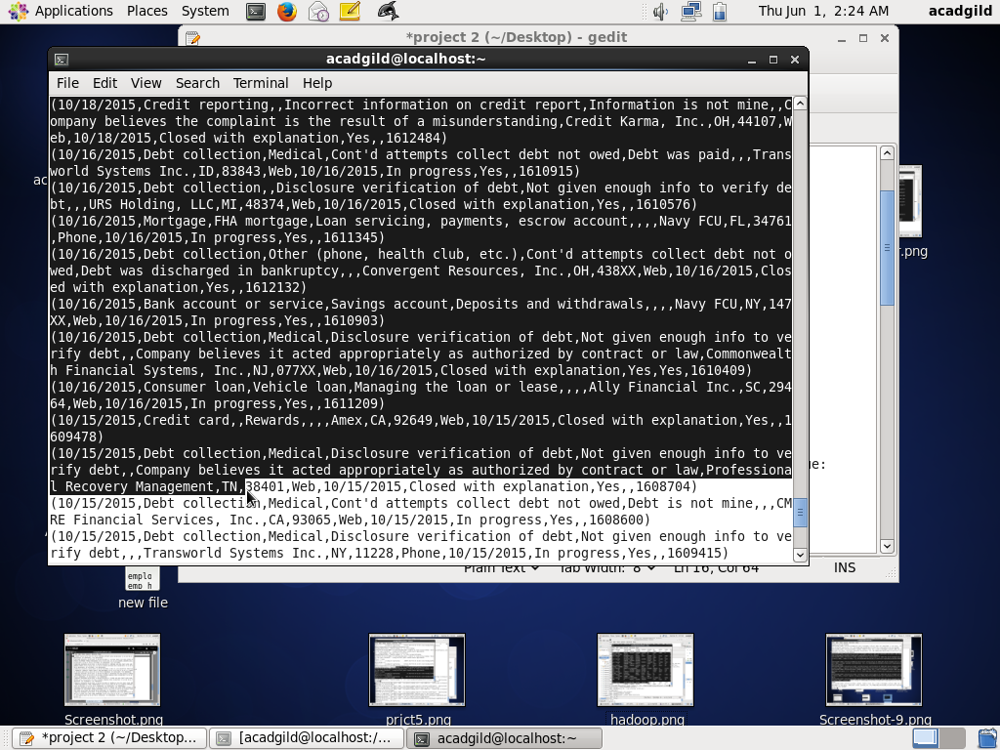 Applications Places System Thu Jun 1, 2:24 AM acadgild
*project 2 (~/Desktop) - gedit
acadgild@localhost:~
File Edit View Search Terminal Help
(10/18/2015,Credit reporting,,Incorrect information on credit report,Information is not mine,,C
ompany believes the complaint is the result of a misunderstanding,Credit Karma, Inc.,OH,44107,W
eb,10/18/2015,Closed with explanation,Yes,,1612484)
(10/16/2015,Debt collection,Medical,Cont'd attempts collect debt not owed,Debt was paid,,,Trans
world Systems Inc.,ID,83843,Web,10/16/2015,In progress,Yes,,1610915)
(10/16/2015,Debt collection,,Disclosure verification of debt,Not given enough info to verify de
bt,,,URS Holding, LLC,MI,48374,Web,10/16/2015,Closed with explanation,Yes,,1610576)
(10/16/2015,Mortgage,FHA mortgage,Loan servicing, payments, escrow account,,,,Navy FCU,FL,34761
,Phone,10/16/2015,In progress,Yes,,1611345)
(10/16/2015,Debt collection,Other (phone, health club, etc.),Cont'd attempts collect debt not o
wed,Debt was discharged in bankruptcy,,,Convergent Resources, Inc.,OH,438XX,Web,10/16/2015,Clos
ed with explanation,Yes,,1612132)
(10/16/2015,Bank account or service,Savings account,Deposits and withdrawals,,,,Navy FCU,NY,147
XX,Web,10/16/2015,In progress,Yes,,1610903)
(10/16/2015,Debt collection,Medical,Disclosure verification of debt,Not given enough info to ve
rify debt,,Company believes it acted appropriately as authorized by contract or law,Commonwealt
h Financial Systems, Inc.,NJ,077XX,Web,10/16/2015,Closed with explanation,Yes,Yes,1610409)
(10/16/2015,Consumer loan,Vehicle loan,Managing the loan or lease,,,,Ally Financial Inc.,SC,294
64,Web,10/16/2015,In progress,Yes,,1611209)
(10/15/2015,Credit card,,Rewards,,,,Amex,CA,92649,Web,10/15/2015,Closed with explanation,Yes,,1
609478)
(10/15/2015,Debt collection,Medical,Disclosure verification of debt,Not given enough info to ve
rify debt,,Company believes it acted appropriately as authorized by contract or law,Professiona
l Recovery Management,TN,38401,Web,10/15/2015,Closed with explanation,Yes,,1608704)
(10/15/2015,Debt collection,Medical,Cont'd attempts collect debt not owed,Debt is not mine,,,CM
RE Financial Services, Inc.,CA,93065,Web,10/15/2015,In progress,Yes,,1608600)
(10/15/2015,Debt collection,Medical,Disclosure verification of debt,Not given enough info to ve
rify debt,,,Transworld Systems Inc.,NY,11228,Phone,10/15/2015,In progress,Yes,,1609415)
Plain Text Tab Width: 8 Ln 16, Col 64 INS
new file
Screenshot.png prjct5.png hadoop.png Screenshot-9.png
*project 2 (~/Desktop... [acadgild@localhost:/... acadgild@localhost:~